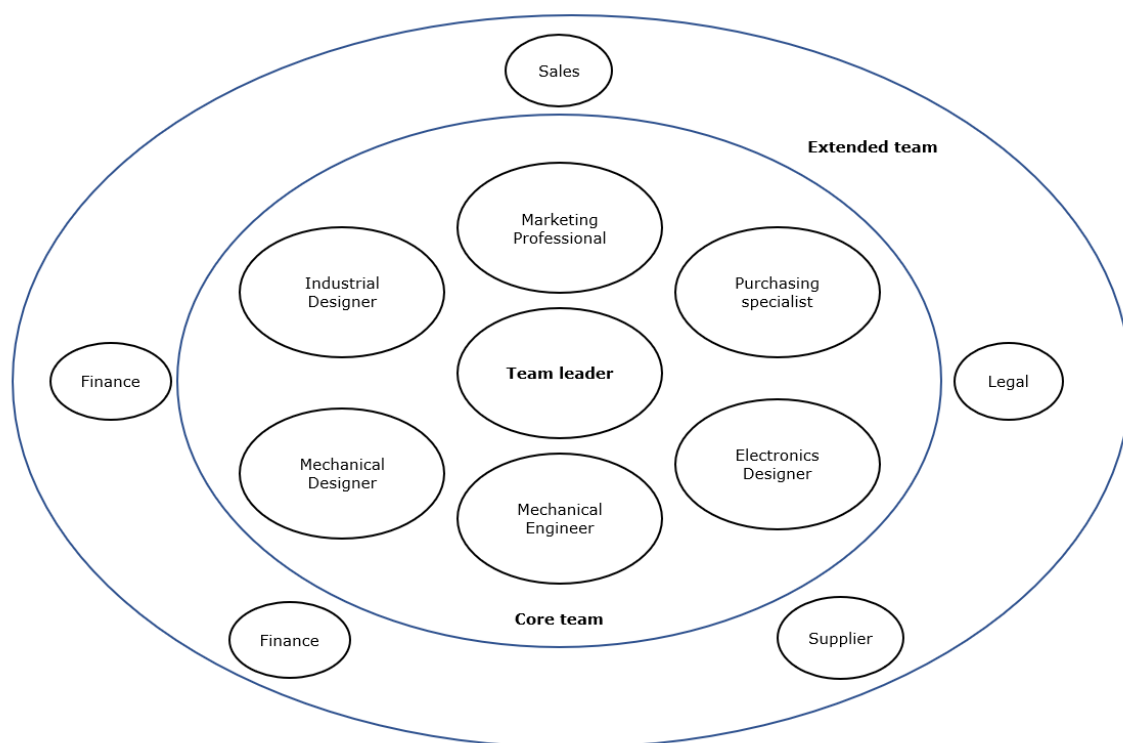 Sales
Extended team
Marketing
Professional
Industrial
Designer
Purchasing
specialist
Team leader
Finance
Legal
Mechanical
Designer
Electronics
Designer
Mechanical
Engineer
Core team
Finance
Supplier